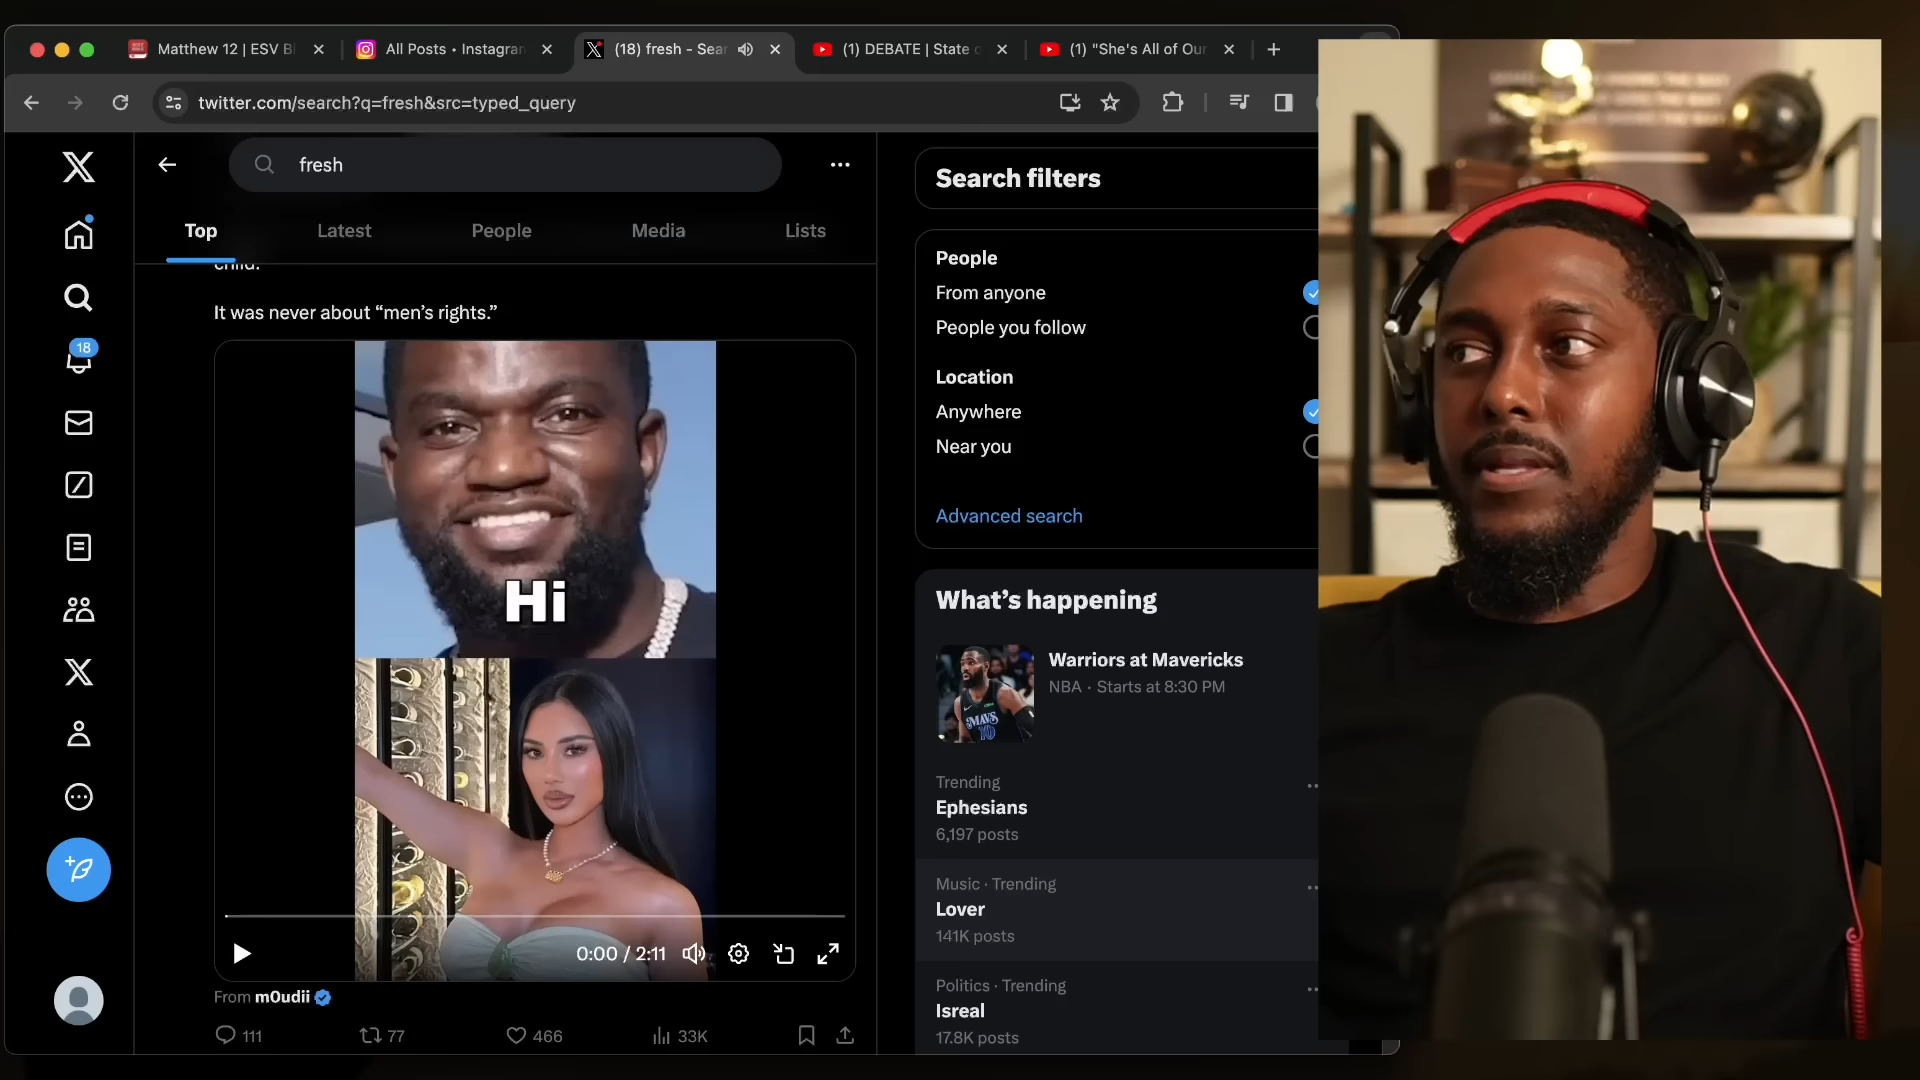 Matthew 12 | ESV B
All Posts • Instagram
(18) fresh - Sear
(1) DEBATE | State o
(1) "She's All of Our
twitter.com/search?q=fresh&src=typed_query
fresh
Top
Latest
People
Media
Lists
child.
It was never about “men’s rights.”
Hi
0:00 / 2:11
From m0udii
111
77
466
33K
18
Search filters
People
From anyone
People you follow
Location
Anywhere
Near you
Advanced search
What’s happening
Warriors at Mavericks
NBA · Starts at 8:30 PM
MAVS
10
Trending
Ephesians
6,197 posts
Music · Trending
Lover
141K posts
Politics · Trending
Isreal
17.8K posts